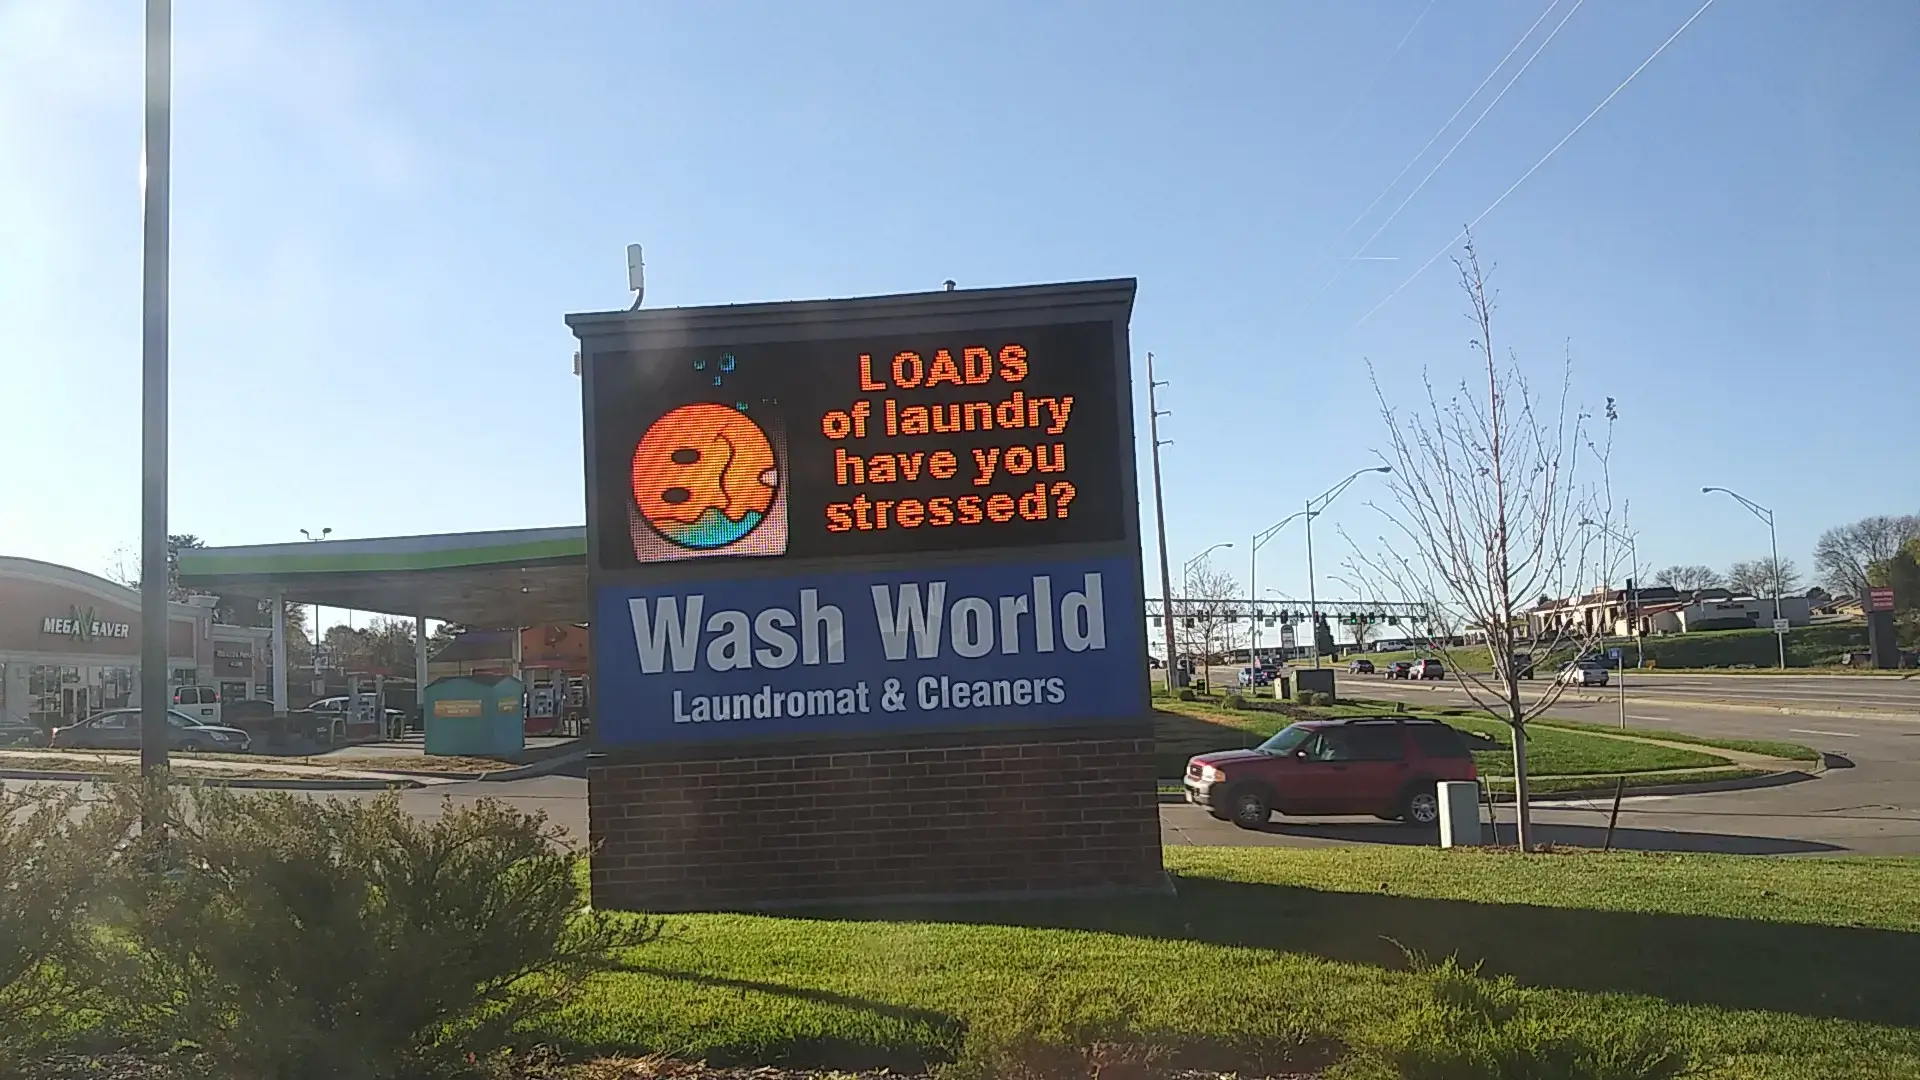 LOADS
of laundry
have you
stressed?
Wash World
Laundromat & Cleaners
MEGA SAVER